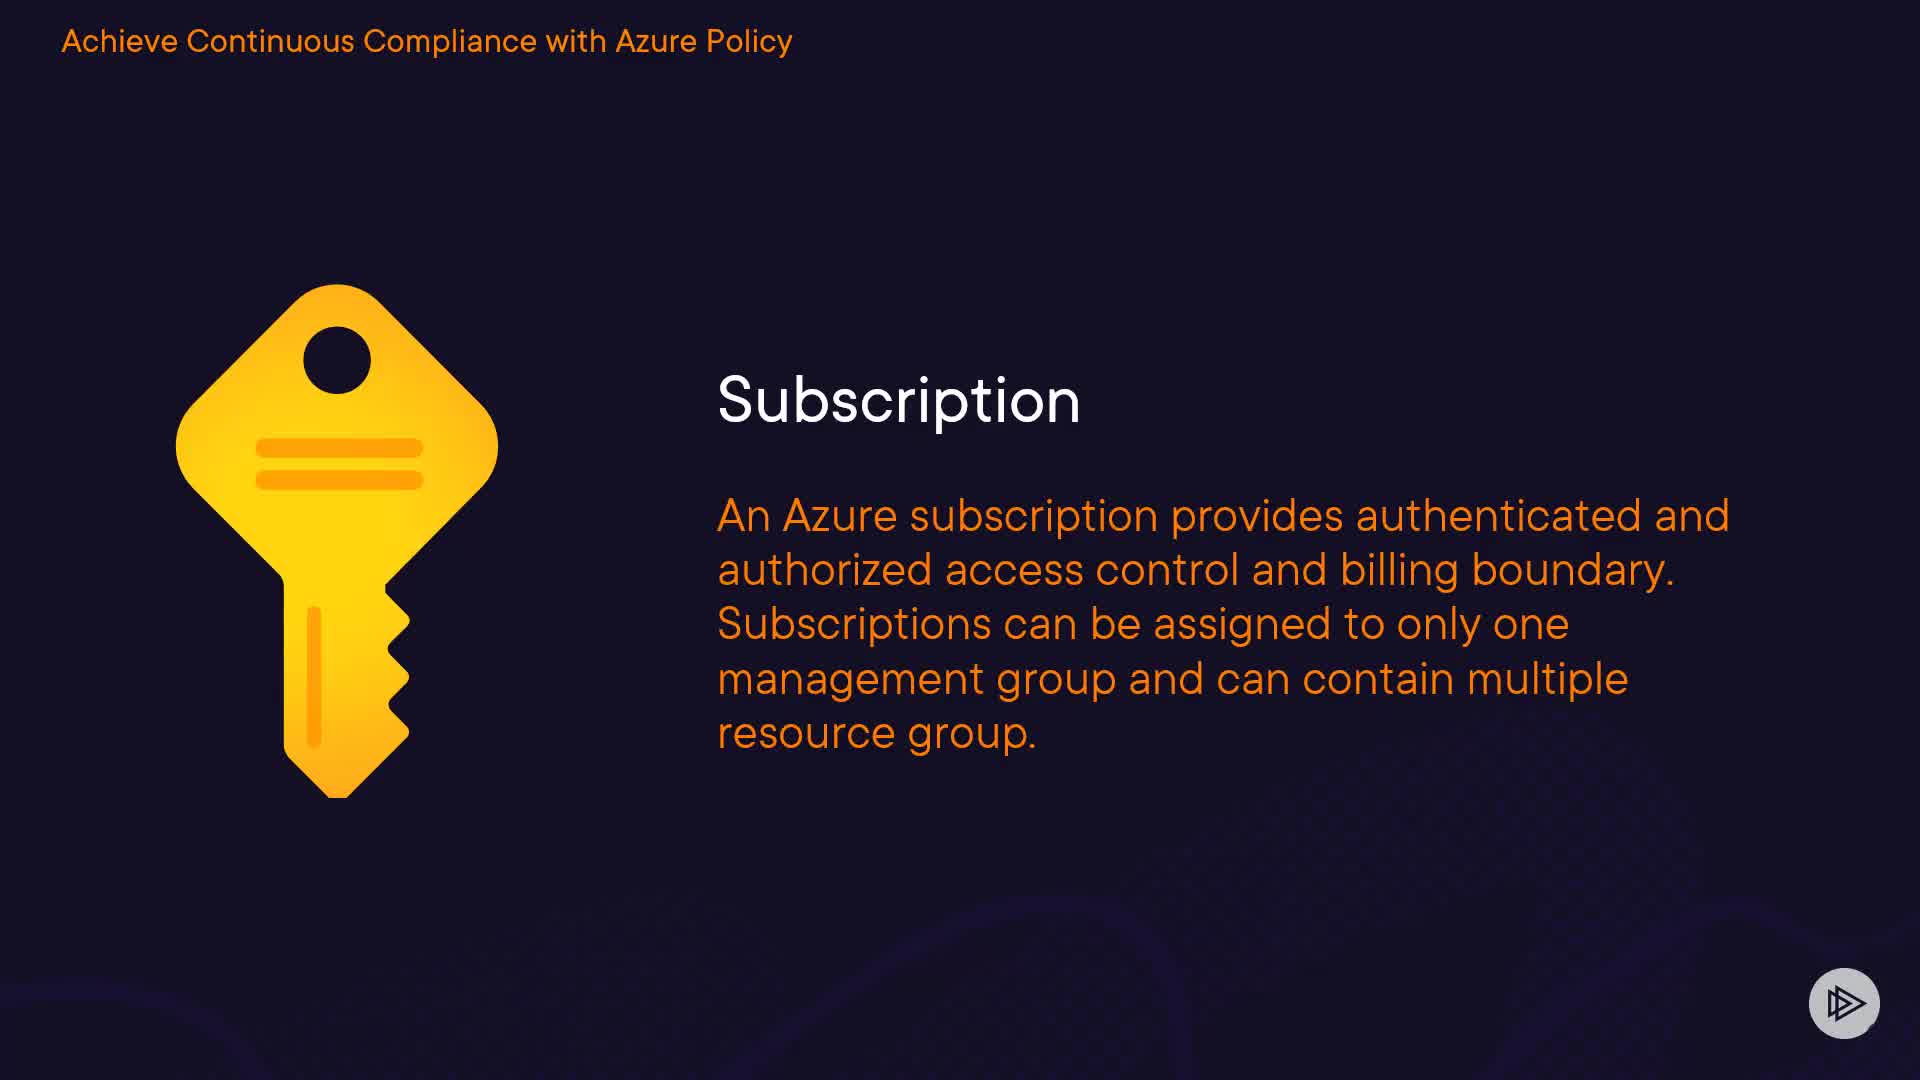 Achieve Continuous Compliance with Azure Policy
Subscription
An Azure subscription provides authenticated and
authorized access control and billing boundary.
Subscriptions can be assigned to only one
management group and can contain multiple
resource group.